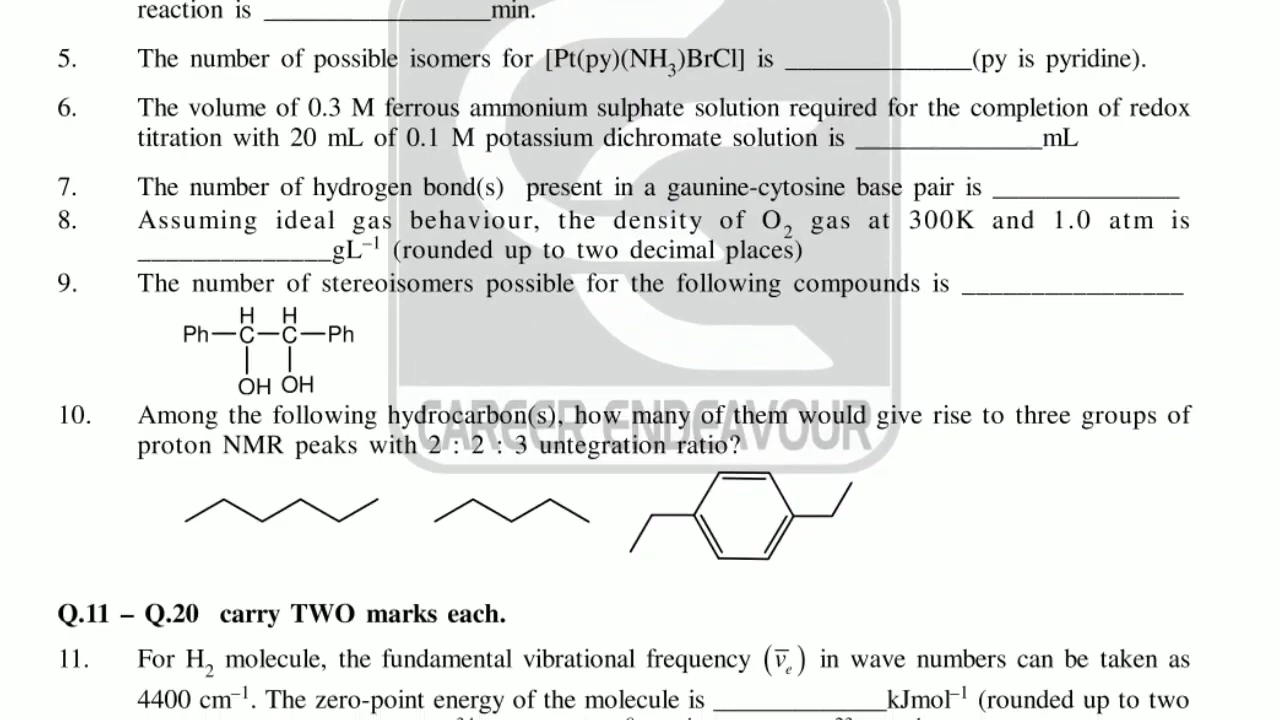 reaction is ________________min.
5. The number of possible isomers for [Pt(py)(NH₃)BrCl] is _____________(py is pyridine).
6. The volume of 0.3 M ferrous ammonium sulphate solution required for the completion of redox
titration with 20 mL of 0.1 M potassium dichromate solution is _____________mL
7. The number of hydrogen bond(s) present in a gaunine-cytosine base pair is _____________
8. Assuming ideal gas behaviour, the density of O₂ gas at 300K and 1.0 atm is
______________gL⁻¹ (rounded up to two decimal places)
9. The number of stereoisomers possible for the following compounds is ________________
H H
Ph—C—C—Ph
OH OH
10. Among the following hydrocarbon(s), how many of them would give rise to three groups of
proton NMR peaks with 2 : 2 : 3 untegration ratio?
CAREER ENDEAVOUR
Q.11 – Q.20 carry TWO marks each.
11. For H₂ molecule, the fundamental vibrational frequency (ν̅ₑ) in wave numbers can be taken as
4400 cm⁻¹. The zero-point energy of the molecule is ____________kJmol⁻¹ (rounded up to two